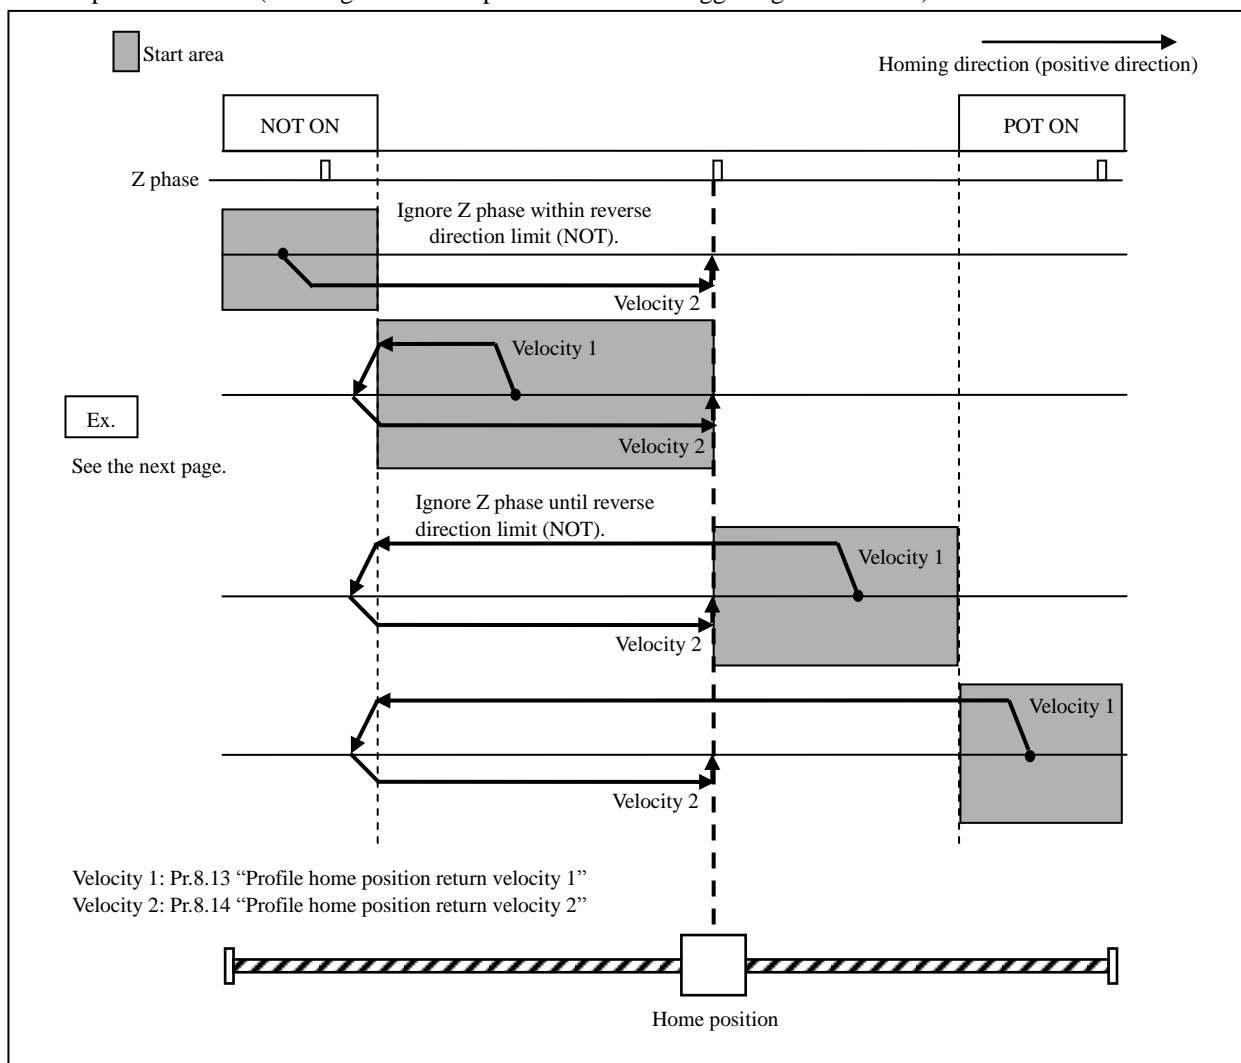 Start area
Homing direction (positive direction)
NOT ON
POT ON
Z phase
Ignore Z phase within reverse
direction limit (NOT).
Velocity 2
Velocity 1
Ex.
Velocity 2
See the next page.
Ignore Z phase until reverse
direction limit (NOT).
Velocity 1
Velocity 2
Velocity 1
Velocity 2
Velocity 1: Pr.8.13 “Profile home position return velocity 1”
Velocity 2: Pr.8.14 “Profile home position return velocity 2”
Home position